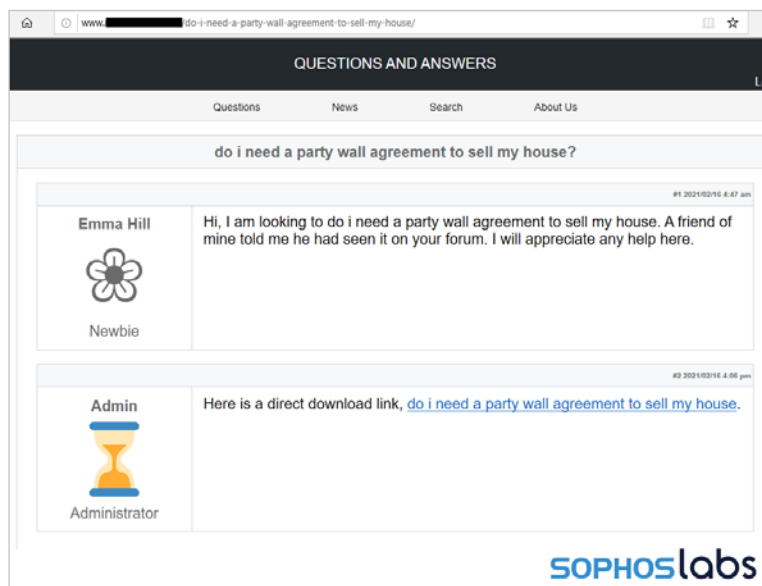 www. /do-i-need-a-party-wall-agreement-to-sell-my-house/
QUESTIONS AND ANSWERS
L
Questions News Search About Us
do i need a party wall agreement to sell my house?
#1 2021/02/16 4:47 am
Emma Hill
Newbie
Hi, I am looking to do i need a party wall agreement to sell my house. A friend of
mine told me he had seen it on your forum. I will appreciate any help here.
#2 2021/02/16 4:06 pm
Admin
Administrator
Here is a direct download link, do i need a party wall agreement to sell my house.
SOPHOSlabs